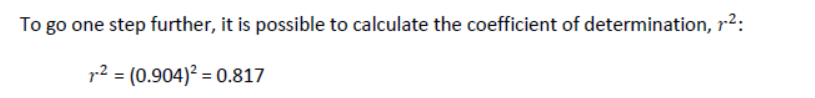 To go one step further, it is possible to calculate the coefficient of determination, r²:
r² = (0.904)² = 0.817